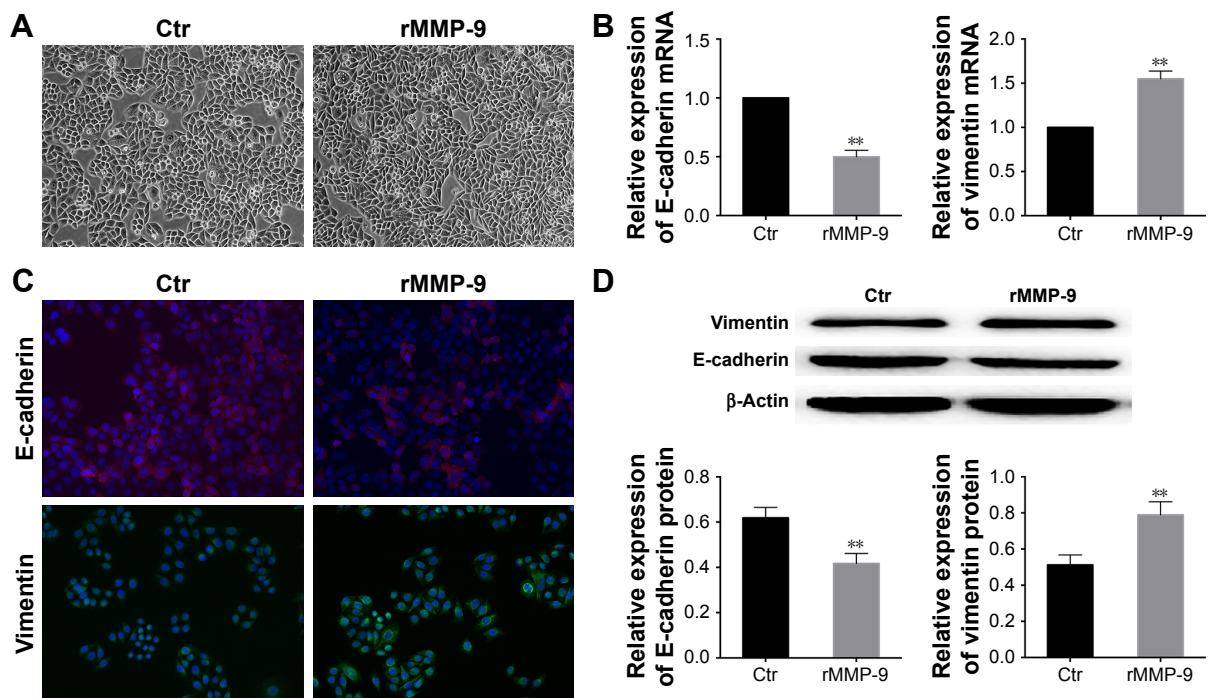 A
Ctr
rMMP-9
B
Relative expression
of E-cadherin mRNA
1.5
1.0
0.5
0.0
**
Ctr
rMMP-9
Relative expression
of vimentin mRNA
2.0
1.5
1.0
0.5
0.0
**
Ctr
rMMP-9
C
Ctr
rMMP-9
E-cadherin
Vimentin
D
Ctr
rMMP-9
Vimentin
E-cadherin
β-Actin
Relative expression
of E-cadherin protein
0.8
0.6
0.4
0.2
0.0
**
Ctr
rMMP-9
Relative expression
of vimentin protein
1.0
0.8
0.6
0.4
0.2
0.0
**
Ctr
rMMP-9